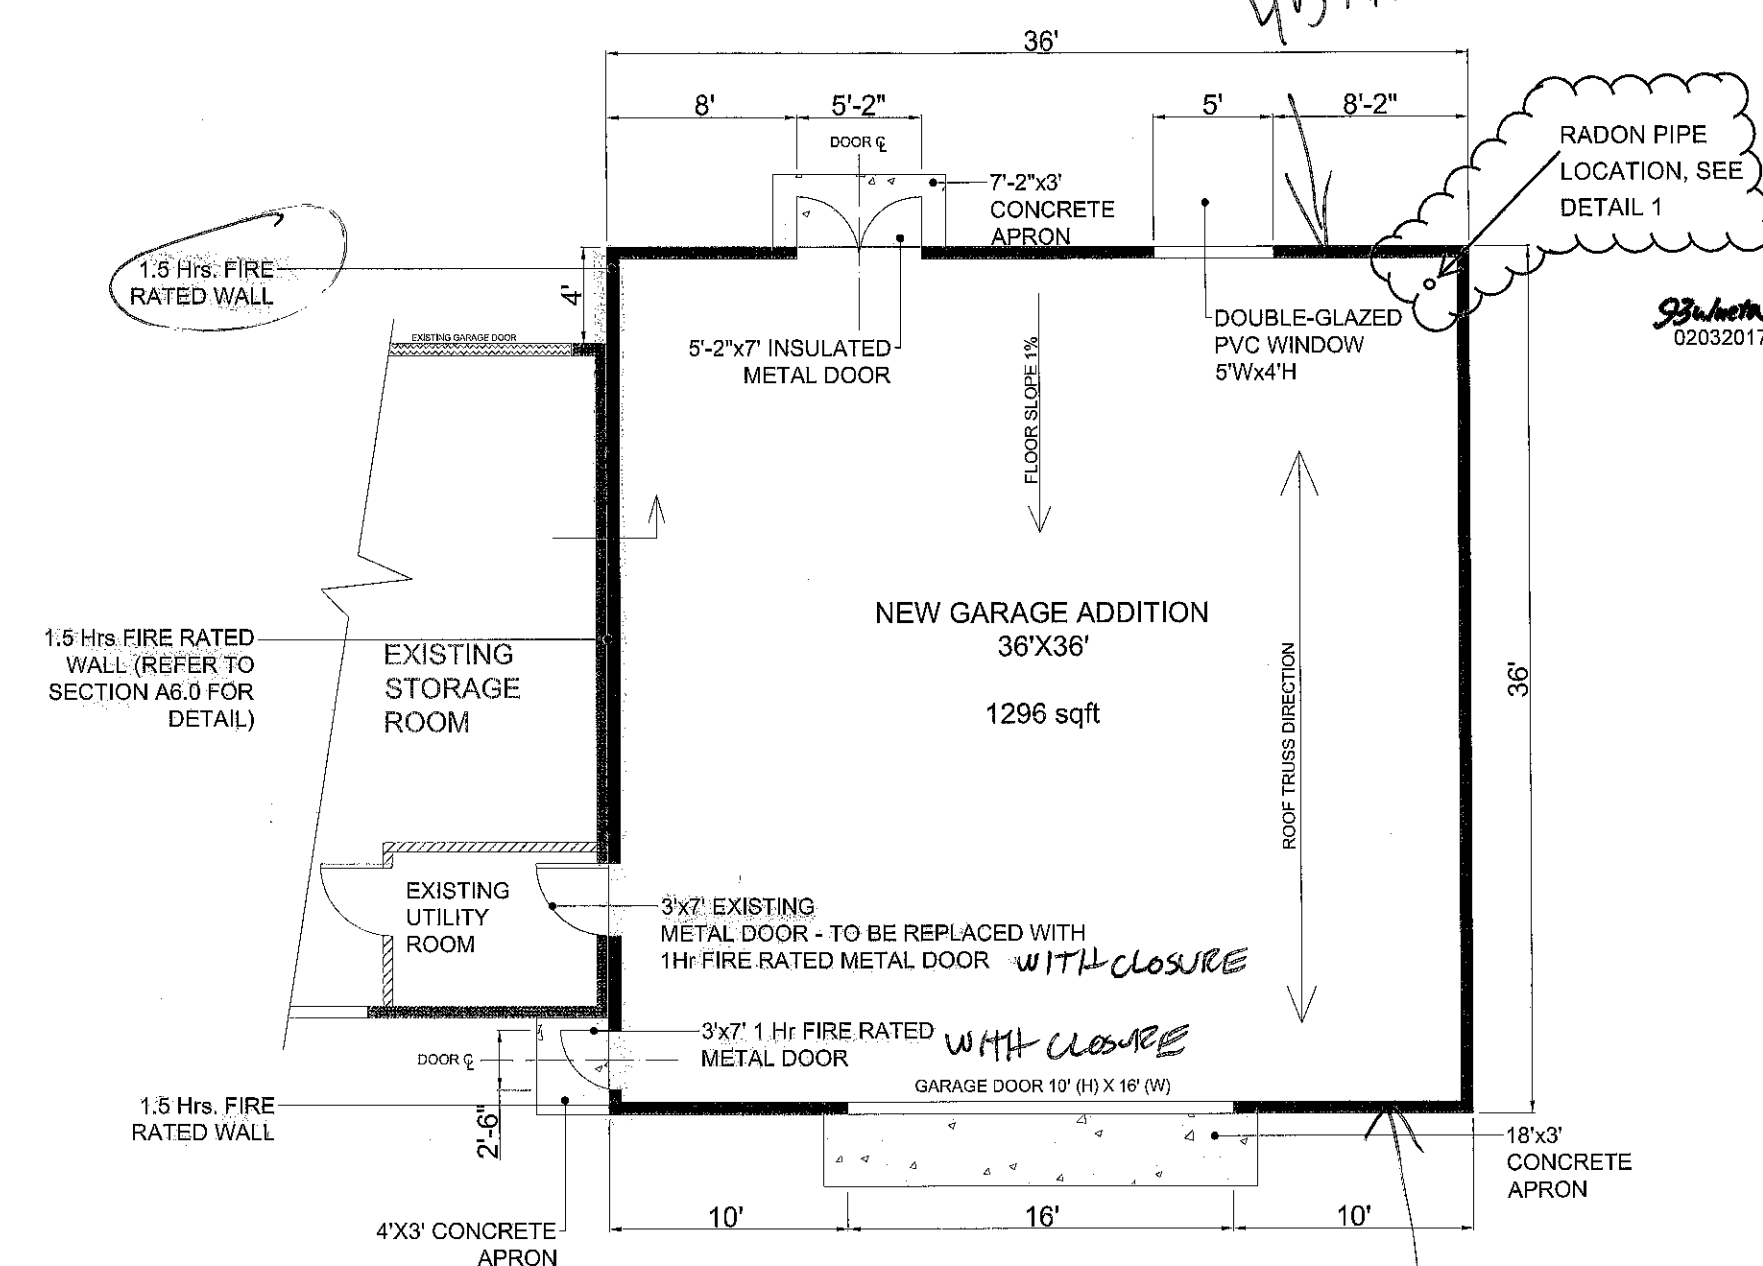 36'
8'
5'-2"
5'
8'-2"
DOOR ℄
RADON PIPE
LOCATION, SEE
DETAIL 1
7'-2"x3'
CONCRETE
APRON
1.5 Hrs. FIRE
RATED WALL
4'
EXISTING GARAGE DOOR
5'-2"x7' INSULATED
METAL DOOR
FLOOR SLOPE 1%
DOUBLE-GLAZED
PVC WINDOW
5'Wx4'H
02032017
NEW GARAGE ADDITION
36'X36'
1296 sqft
1.5 Hrs FIRE RATED
WALL (REFER TO
SECTION A6.0 FOR
DETAIL)
EXISTING
STORAGE
ROOM
ROOF TRUSS DIRECTION
36'
EXISTING
UTILITY
ROOM
3'x7' EXISTING
METAL DOOR - TO BE REPLACED WITH
1Hr FIRE RATED METAL DOOR WITH CLOSURE
3'x7' 1 Hr FIRE RATED
METAL DOOR WITH CLOSURE
DOOR ℄
GARAGE DOOR 10' (H) X 16' (W)
1.5 Hrs. FIRE
RATED WALL
2'-6"
18'x3'
CONCRETE
APRON
4'X3' CONCRETE
APRON
10'
16'
10'